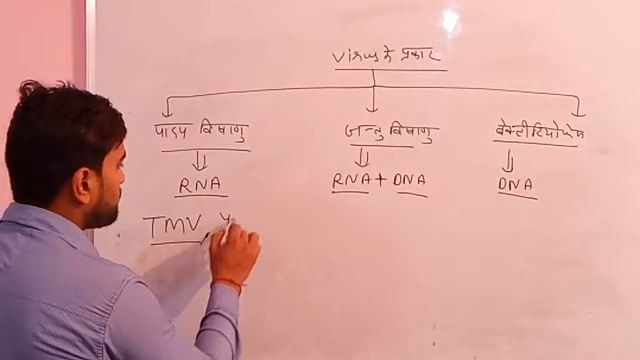 Virus के प्रकार
पादप विषाणु
जन्तु विषाणु
बैक्टीरियोफेज
RNA
RNA + DNA
DNA
TMV